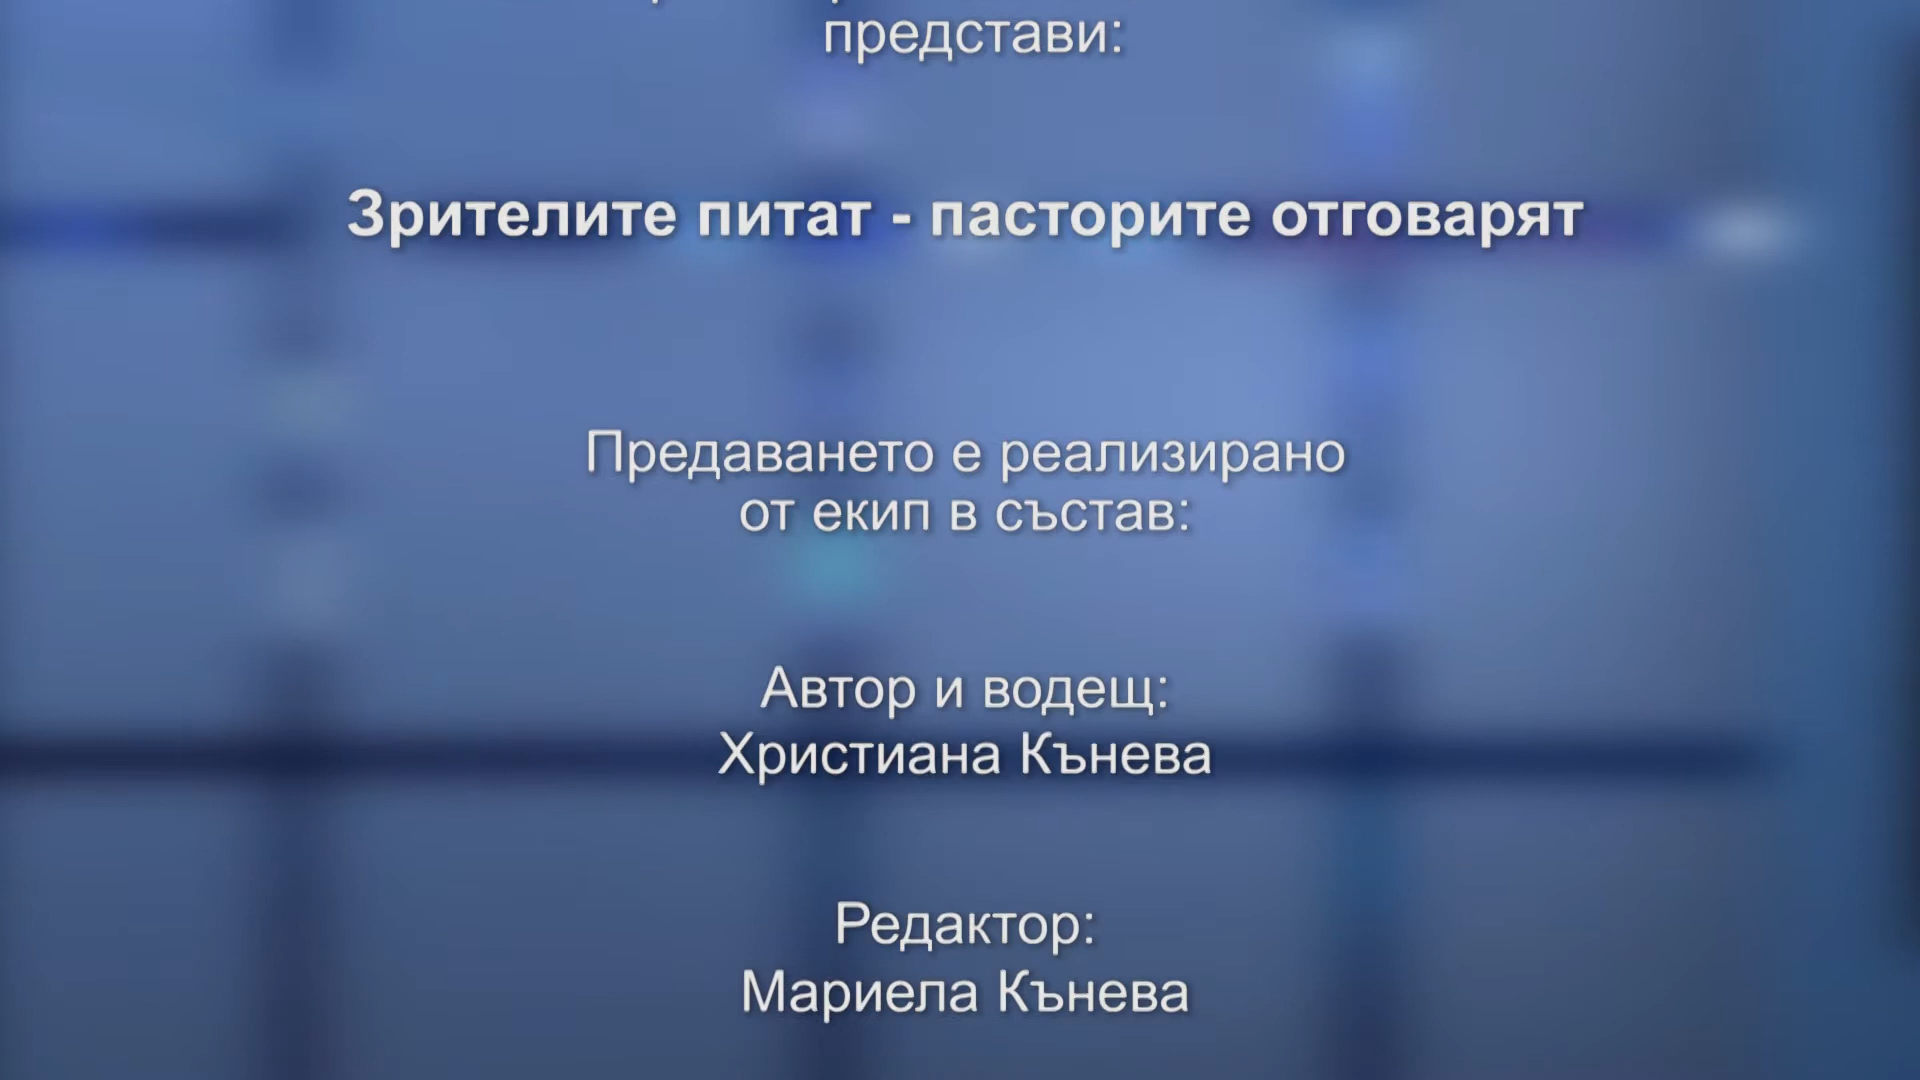 представи:
Зрителите питат - пасторите отговарят
Предаването е реализирано
от екип в състав:
Автор и водещ:
Християна Кънева
Редактор:
Мариела Кънева